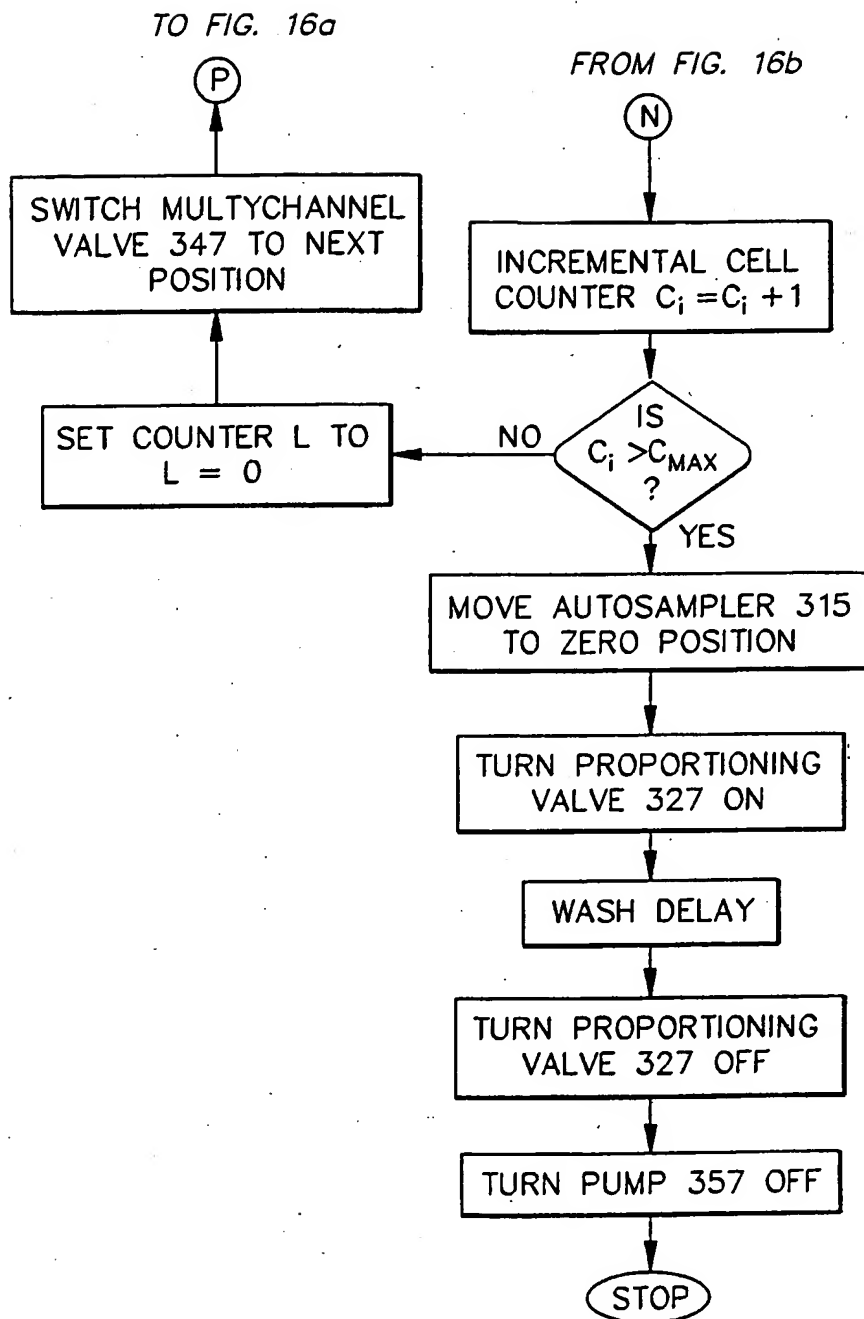 TO FIG. 16a
P
SWITCH MULTYCHANNEL
VALVE 347 TO NEXT
POSITION
SET COUNTER L TO
L = 0
FROM FIG. 16b
N
INCREMENTAL CELL
COUNTER Ci = Ci + 1
IS
Ci > CMAX
?
NO
YES
MOVE AUTOSAMPLER 315
TO ZERO POSITION
TURN PROPORTIONING
VALVE 327 ON
WASH DELAY
TURN PROPORTIONING
VALVE 327 OFF
TURN PUMP 357 OFF
STOP